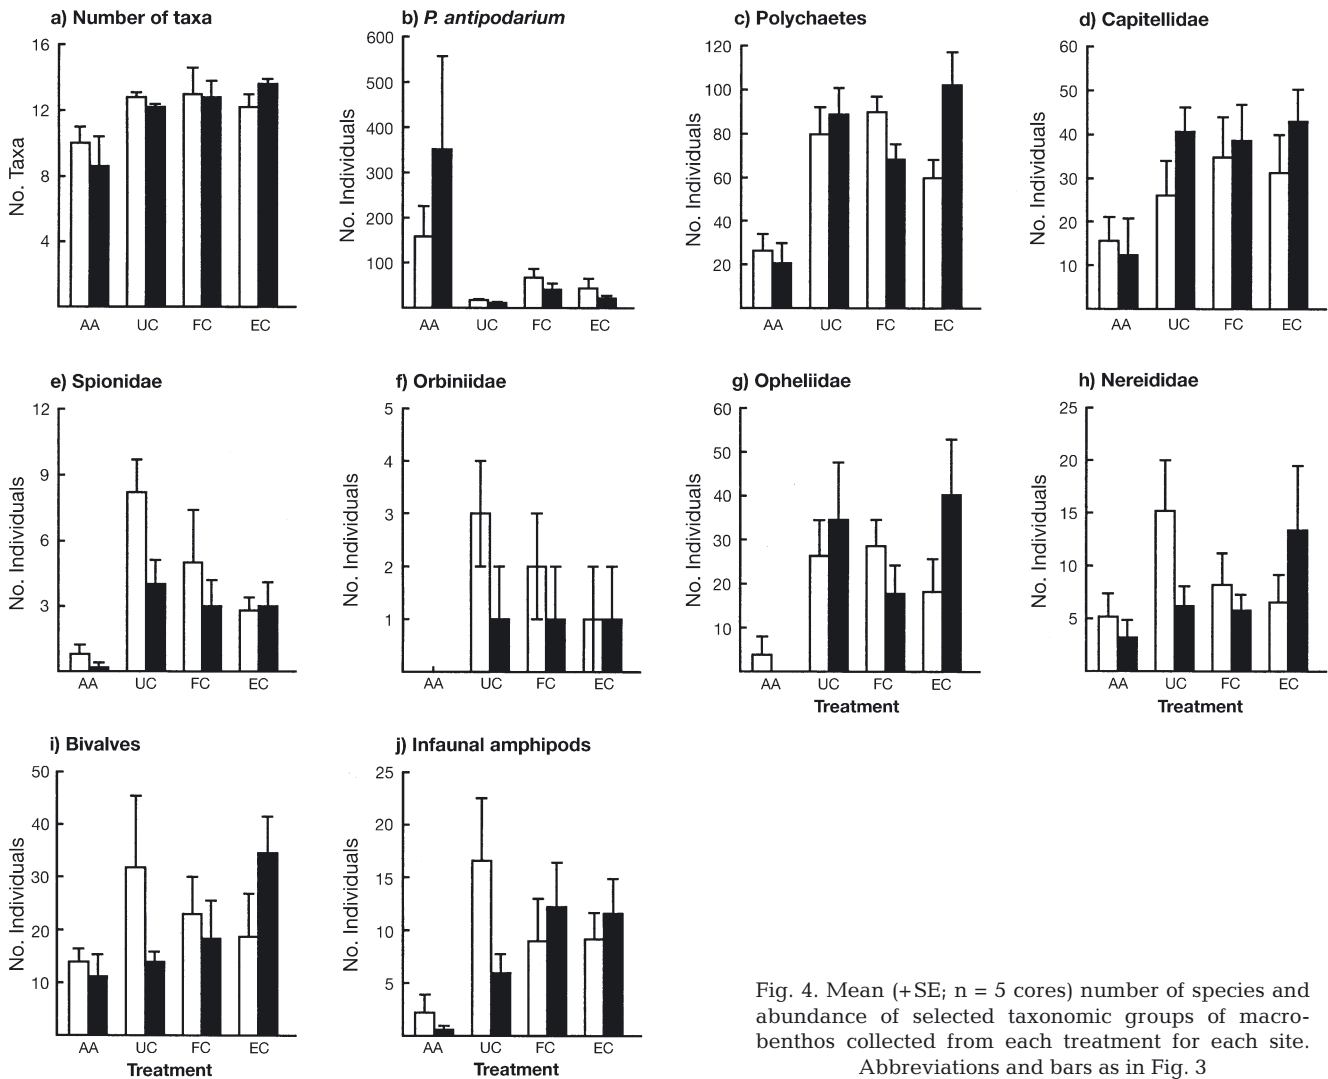 a) Number of taxa
16
12
8
4
No. Taxa
AA UC FC EC
b) P. antipodarium
600
500
400
300
200
100
No. Individuals
AA UC FC EC
c) Polychaetes
120
100
80
60
40
20
No. Individuals
AA UC FC EC
d) Capitellidae
60
50
40
30
20
10
No. Individuals
AA UC FC EC
e) Spionidae
12
9
6
3
No. Individuals
AA UC FC EC
f) Orbiniidae
5
4
3
2
1
No. Individuals
AA UC FC EC
g) Opheliidae
60
50
40
30
20
10
No. Individuals
AA UC FC EC
Treatment
h) Nereididae
25
20
15
10
5
No. Individuals
AA UC FC EC
Treatment
i) Bivalves
50
40
30
20
10
No. Individuals
AA UC FC EC
Treatment
j) Infaunal amphipods
25
20
15
10
5
No. Individuals
AA UC FC EC
Treatment
Fig. 4. Mean (+SE; n = 5 cores) number of species and
abundance of selected taxonomic groups of macro-
benthos collected from each treatment for each site.
Abbreviations and bars as in Fig. 3